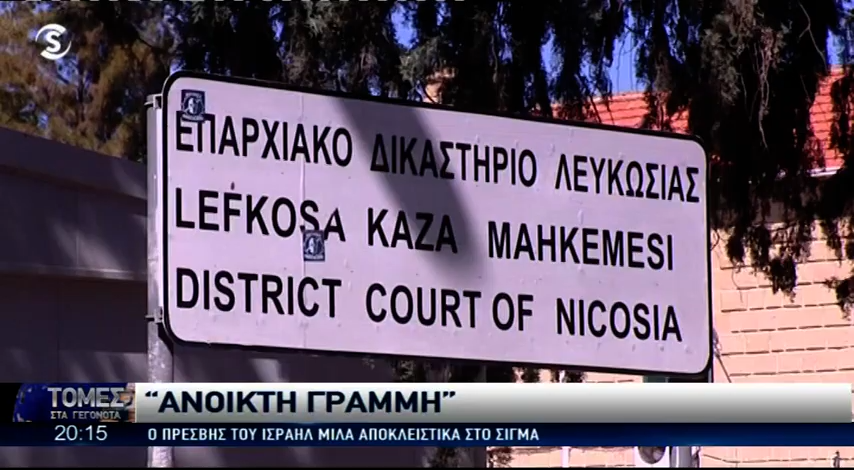 S
ΕΠΑΡΧΙΑΚΟ ΔΙΚΑΣΤΗΡΙΟ ΛΕΥΚΩΣΙΑΣ
LEFKOSA KAZA MAHKEMESI
DISTRICT COURT OF NICOSIA
ΤΟΜΕΣ
ΣΤΑ ΓΕΓΟΝΟΤΑ
“ΑΝΟΙΚΤΗ ΓΡΑΜΜΗ”
20:15
Ο ΠΡΕΣΒΗΣ ΤΟΥ ΙΣΡΑΗΛ ΜΙΛΑ ΑΠΟΚΛΕΙΣΤΙΚΑ ΣΤΟ ΣΙΓΜΑ